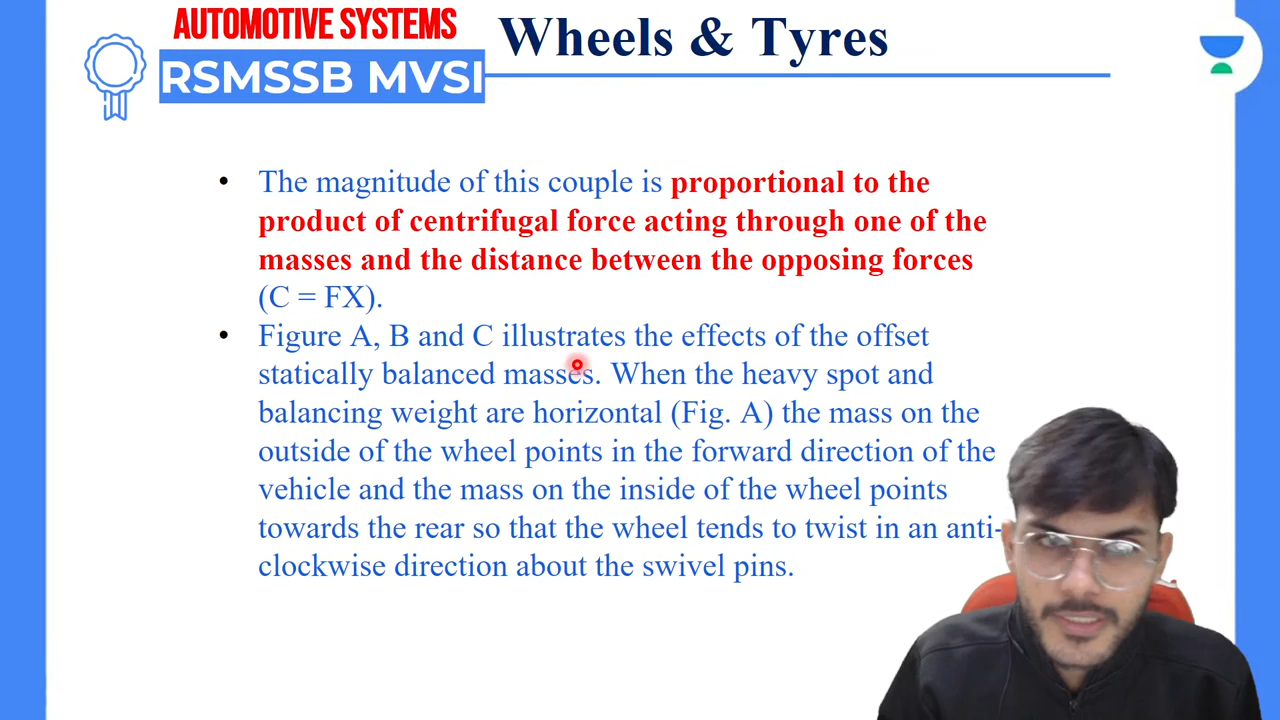 AUTOMOTIVE SYSTEMS
RSMSSB MVSI
Wheels & Tyres
• The magnitude of this couple is proportional to the
product of centrifugal force acting through one of the
masses and the distance between the opposing forces
(C = FX).
• Figure A, B and C illustrates the effects of the offset
statically balanced masses. When the heavy spot and
balancing weight are horizontal (Fig. A) the mass on the
outside of the wheel points in the forward direction of the
vehicle and the mass on the inside of the wheel points
towards the rear so that the wheel tends to twist in an anti-
clockwise direction about the swivel pins.